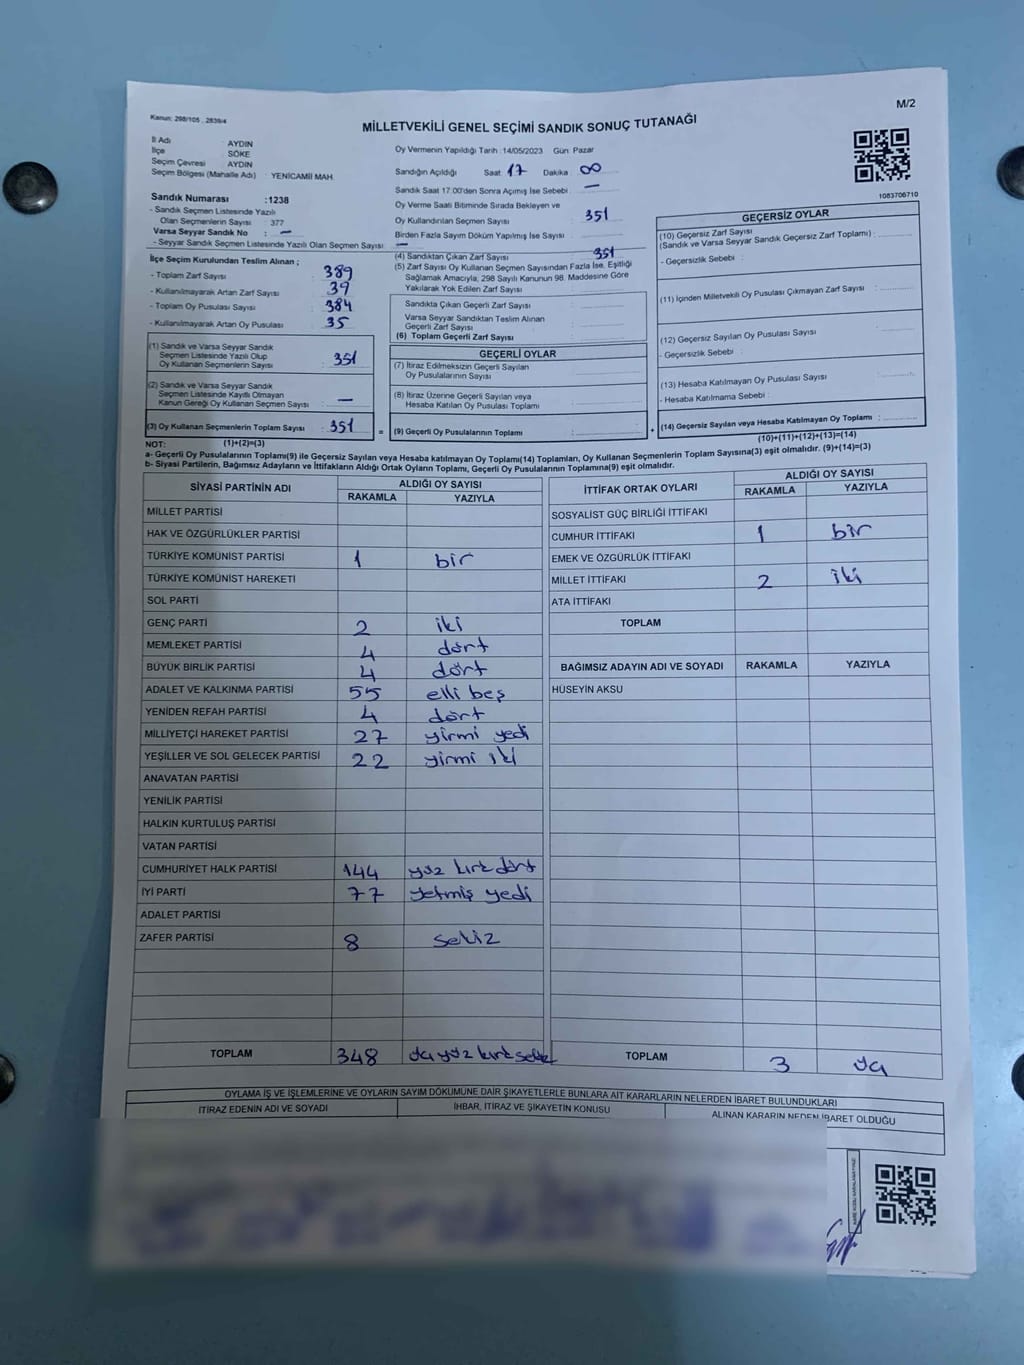 M/2
Kanun: 298/105 , 2839/4
MİLLETVEKİLİ GENEL SEÇİMİ SANDIK SONUÇ TUTANAĞI
İl Adı : AYDIN
İlçe : SÖKE
Seçim Çevresi : AYDIN
Seçim Bölgesi (Mahalle Adı) : YENİCAMİİ MAH.
Sandık Numarası :1238
- Sandık Seçmen Listesinde Yazılı
Olan Seçmenlerin Sayısı : 377
Varsa Seyyar Sandık No : —
- Seyyar Sandık Seçmen Listesinde Yazılı Olan Seçmen Sayısı : —
İlçe Seçim Kurulundan Teslim Alınan ;
- Toplam Zarf Sayısı : 389
- Kullanılmayarak Artan Zarf Sayısı : 39
- Toplam Oy Pusulası Sayısı : 384
- Kullanılmayarak Artan Oy Pusulası : 35
(1) Sandık ve Varsa Seyyar Sandık
Seçmen Listesinde Yazılı Olup
Oy Kullanan Seçmenlerin Sayısı : 351
(2) Sandık ve Varsa Seyyar Sandık
Seçmen Listesinde Kayıtlı Olmayan
Kanun Gereği Oy Kullanan Seçmen Sayısı : —
(3) Oy Kullanan Seçmenlerin Toplam Sayısı : 351
Oy Vermenin Yapıldığı Tarih :14/05/2023 Gün: Pazar
Sandığın Açıldığı Saat : 17 Dakika : 00
Sandık Saat 17:00'den Sonra Açılmış İse Sebebi : —
Oy Verme Saati Bitiminde Sırada Bekleyen ve
Oy Kullandırılan Seçmen Sayısı : 351
Birden Fazla Sayım Döküm Yapılmış İse Sayısı :
(4) Sandıktan Çıkan Zarf Sayısı : 351
(5) Zarf Sayısı Oy Kullanan Seçmen Sayısından Fazla İse, Eşitliği
Sağlamak Amacıyla, 298 Sayılı Kanunun 98. Maddesine Göre
Yakılarak Yok Edilen Zarf Sayısı :
Sandıkta Çıkan Geçerli Zarf Sayısı :
Varsa Seyyar Sandıktan Teslim Alınan
Geçerli Zarf Sayısı :
(6) Toplam Geçerli Zarf Sayısı :
GEÇERLİ OYLAR
(7) İtiraz Edilmeksizin Geçerli Sayılan
Oy Pusulalarının Sayısı :
(8) İtiraz Üzerine Geçerli Sayılan veya
Hesaba Katılan Oy Pusulası Toplamı :
= (9) Geçerli Oy Pusulalarının Toplamı : +
1083706710
GEÇERSİZ OYLAR
(10) Geçersiz Zarf Sayısı
(Sandık ve Varsa Seyyar Sandık Geçersiz Zarf Toplamı) :
- Geçersizlik Sebebi :
(11) İçinden Milletvekili Oy Pusulası Çıkmayan Zarf Sayısı :
(12) Geçersiz Sayılan Oy Pusulası Sayısı :
- Geçersizlik Sebebi :
(13) Hesaba Katılmayan Oy Pusulası Sayısı :
- Hesaba Katılmama Sebebi :
(14) Geçersiz Sayılan veya Hesaba Katılmayan Oy Toplamı :
NOT: (1)+(2)=(3) (10)+(11)+(12)+(13)=(14)
a- Geçerli Oy Pusulalarının Toplamı(9) ile Geçersiz Sayılan veya Hesaba katılmayan Oy Toplamı(14) Toplamları, Oy Kullanan Seçmenlerin Toplam Sayısına(3) eşit olmalıdır. (9)+(14)=(3)
b- Siyasi Partilerin, Bağımsız Adayların ve İttifakların Aldığı Ortak Oyların Toplamı, Geçerli Oy Pusulalarının Toplamına(9) eşit olmalıdır.
SİYASİ PARTİNİN ADI ALDIĞI OY SAYISI
RAKAMLA YAZIYLA
MİLLET PARTİSİ
HAK VE ÖZGÜRLÜKLER PARTİSİ
TÜRKİYE KOMÜNİST PARTİSİ 1 bir
TÜRKİYE KOMÜNİST HAREKETİ
SOL PARTİ
GENÇ PARTİ 2 iki
MEMLEKET PARTİSİ 4 dört
BÜYÜK BİRLİK PARTİSİ 4 dört
ADALET VE KALKINMA PARTİSİ 55 elli beş
YENİDEN REFAH PARTİSİ 4 dört
MİLLİYETÇİ HAREKET PARTİSİ 27 yirmi yedi
YEŞİLLER VE SOL GELECEK PARTİSİ 22 yirmi iki
ANAVATAN PARTİSİ
YENİLİK PARTİSİ
HALKIN KURTULUŞ PARTİSİ
VATAN PARTİSİ
CUMHURİYET HALK PARTİSİ 144 yüz kırk dört
İYİ PARTİ 77 yetmiş yedi
ADALET PARTİSİ
ZAFER PARTİSİ 8 sekiz
TOPLAM 348 üç yüz kırk sekiz
İTTİFAK ORTAK OYLARI ALDIĞI OY SAYISI
RAKAMLA YAZIYLA
SOSYALİST GÜÇ BİRLİĞİ İTTİFAKI
CUMHUR İTTİFAKI 1 bir
EMEK VE ÖZGÜRLÜK İTTİFAKI
MİLLET İTTİFAKI 2 iki
ATA İTTİFAKI
TOPLAM
BAĞIMSIZ ADAYIN ADI VE SOYADI RAKAMLA YAZIYLA
HÜSEYİN AKSU
TOPLAM 3 üç
OYLAMA İŞ VE İŞLEMLERİNE VE OYLARIN SAYIM DÖKÜMÜNE DAİR ŞİKAYETLERLE BUNLARA AİT KARARLARIN NELERDEN İBARET BULUNDUKLARI
İTİRAZ EDENİN ADI VE SOYADI İHBAR, İTİRAZ VE ŞİKAYETİN KONUSU ALINAN KARARIN NEDEN İBARET OLDUĞU